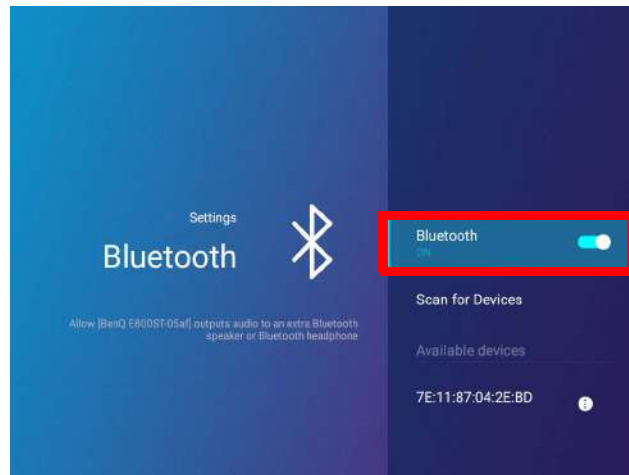 Settings
Bluetooth
Allow [BenQ E800ST-05af] outputs audio to an extra Bluetooth
speaker or Bluetooth headphone
Bluetooth
ON
Scan for Devices
Available devices
7E:11:87:04:2E:BD